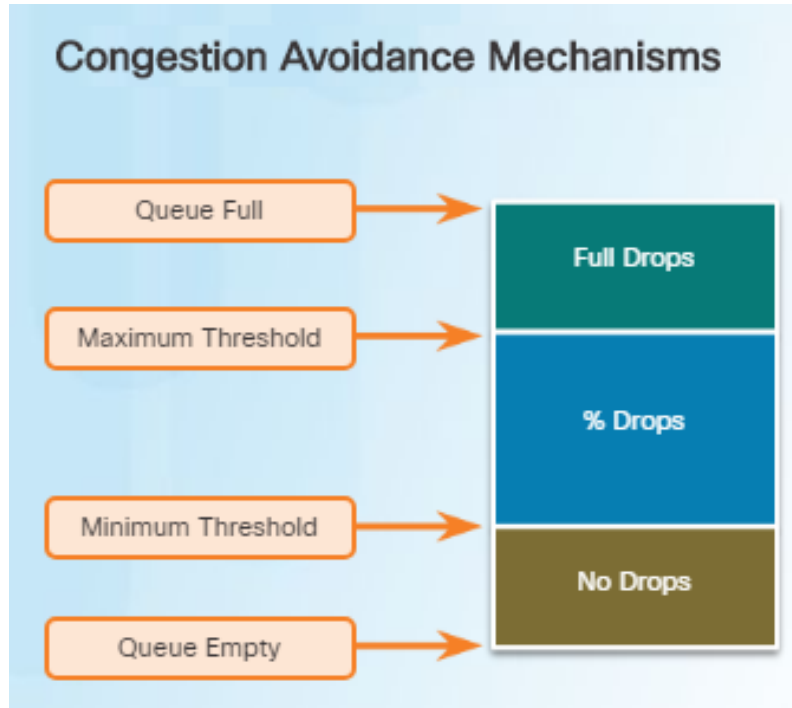 Congestion Avoidance Mechanisms
Queue Full
Full Drops
Maximum Threshold
% Drops
Minimum Threshold
No Drops
Queue Empty